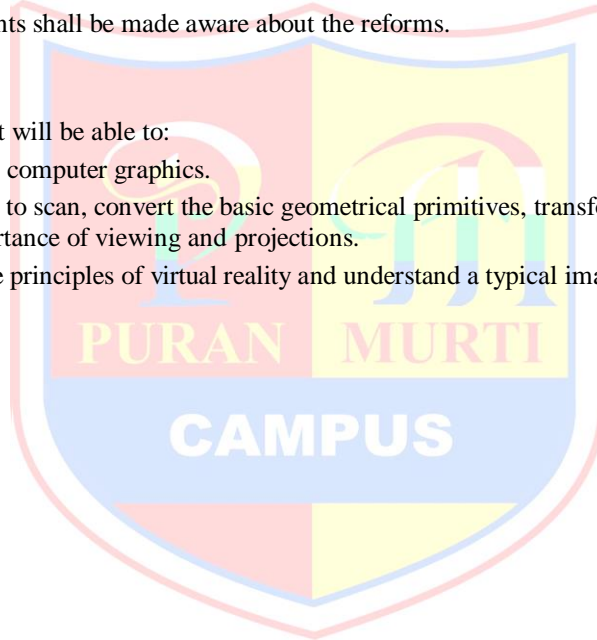 nts shall be made aware about the reforms.
t will be able to:
computer graphics.
to scan, convert the basic geometrical primitives, transfo
rtance of viewing and projections.
e principles of virtual reality and understand a typical ima
PURAN MURTI
CAMPUS